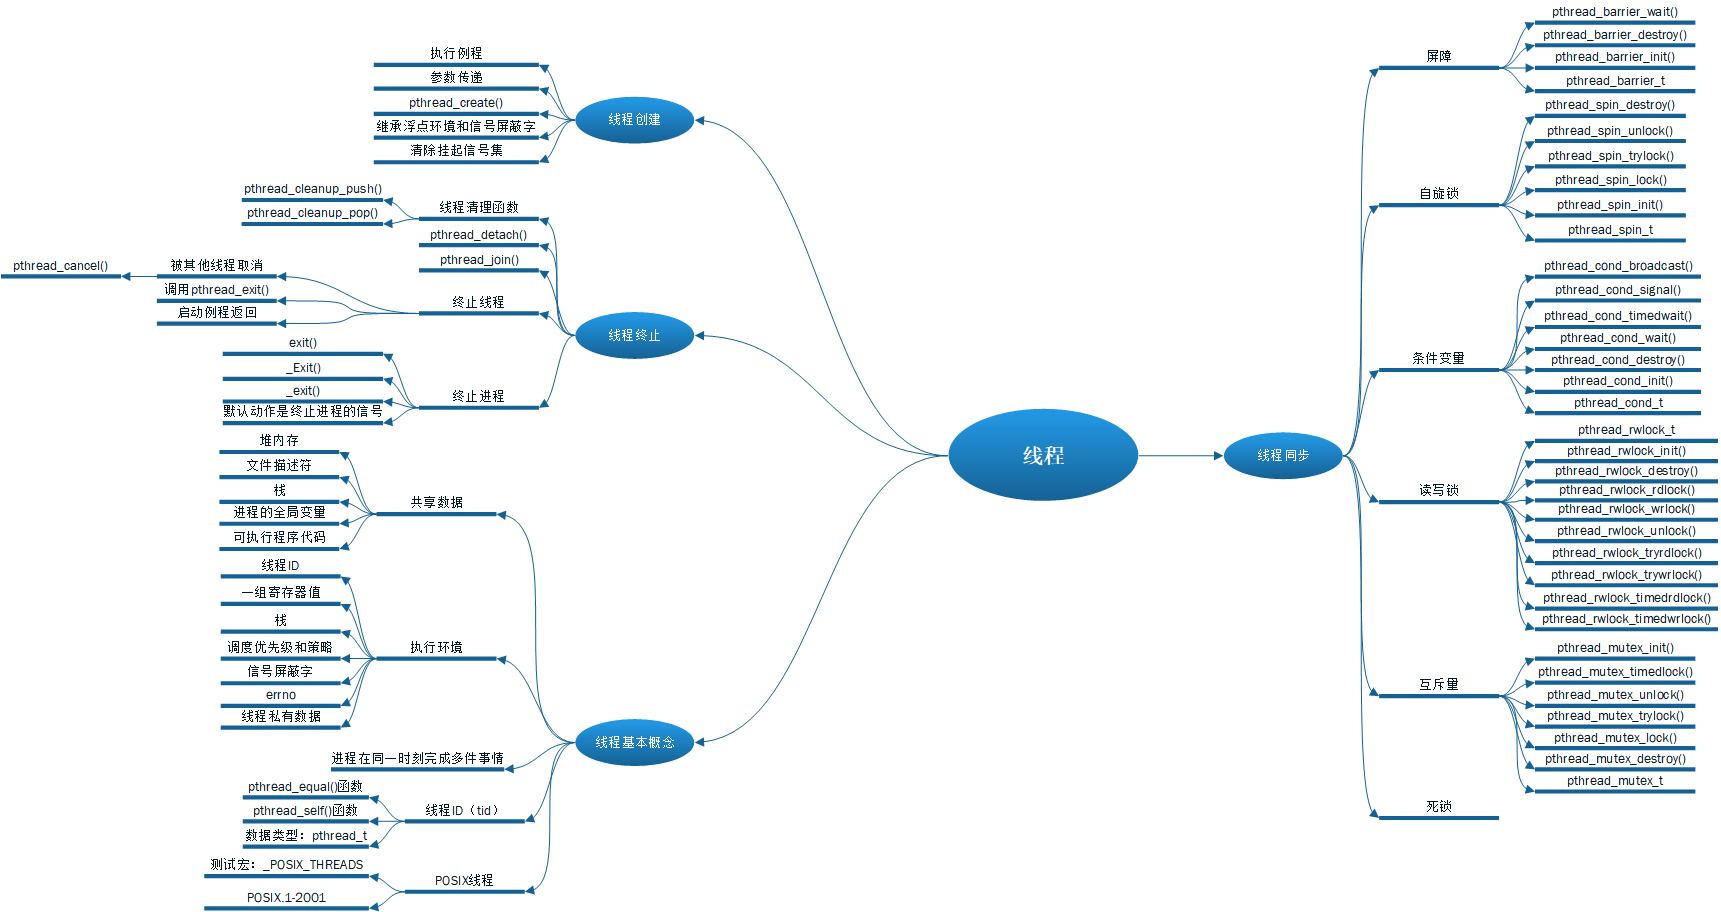 线程
线程创建
执行例程
参数传递
pthread_create()
继承浮点环境和信号屏蔽字
清除挂起信号集
线程终止
线程清理函数
pthread_cleanup_push()
pthread_cleanup_pop()
pthread_detach()
pthread_join()
终止线程
被其他线程取消
pthread_cancel()
调用pthread_exit()
启动例程返回
终止进程
exit()
_Exit()
_exit()
默认动作是终止进程的信号
线程基本概念
共享数据
堆内存
文件描述符
栈
进程的全局变量
可执行程序代码
执行环境
线程ID
一组寄存器值
栈
调度优先级和策略
信号屏蔽字
errno
线程私有数据
进程在同一时刻完成多件事情
线程ID（tid）
pthread_equal()函数
pthread_self()函数
数据类型：pthread_t
POSIX线程
测试宏：_POSIX_THREADS
POSIX.1-2001
线程同步
屏障
pthread_barrier_wait()
pthread_barrier_destroy()
pthread_barrier_init()
pthread_barrier_t
自旋锁
pthread_spin_destroy()
pthread_spin_unlock()
pthread_spin_trylock()
pthread_spin_lock()
pthread_spin_init()
pthread_spin_t
条件变量
pthread_cond_broadcast()
pthread_cond_signal()
pthread_cond_timedwait()
pthread_cond_wait()
pthread_cond_destroy()
pthread_cond_init()
pthread_cond_t
读写锁
pthread_rwlock_t
pthread_rwlock_init()
pthread_rwlock_destroy()
pthread_rwlock_rdlock()
pthread_rwlock_wrlock()
pthread_rwlock_unlock()
pthread_rwlock_tryrdlock()
pthread_rwlock_trywrlock()
pthread_rwlock_timedrdlock()
pthread_rwlock_timedwrlock()
互斥量
pthread_mutex_init()
pthread_mutex_timedlock()
pthread_mutex_unlock()
pthread_mutex_trylock()
pthread_mutex_lock()
pthread_mutex_destroy()
pthread_mutex_t
死锁